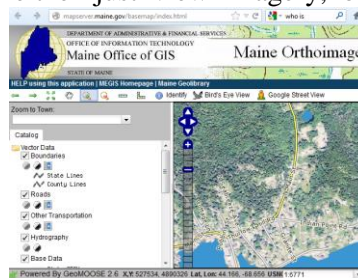 mapserver.maine.gov/basemap/index.html
who is
DEPARTMENT OF ADMINISTRATIVE & FINANCIAL SERVICES
OFFICE OF INFORMATION TECHNOLOGY
Maine Office of GIS
Maine Orthoimag
STATE OF MAINE
HELP using this application | MEGIS Homepage | Maine Geolibrary
Identify Bird's Eye View Google Street View
Zoom to Town:
Catalog
Vector Data
Boundaries
State Lines
County Lines
Roads
Other Transportation
Hydrography
Base Data
Powered By GeoMOOSE 2.6 X,Y: 527534, 4890326 Lat, Lon: 44.166, -68.656 USNG 1:6771